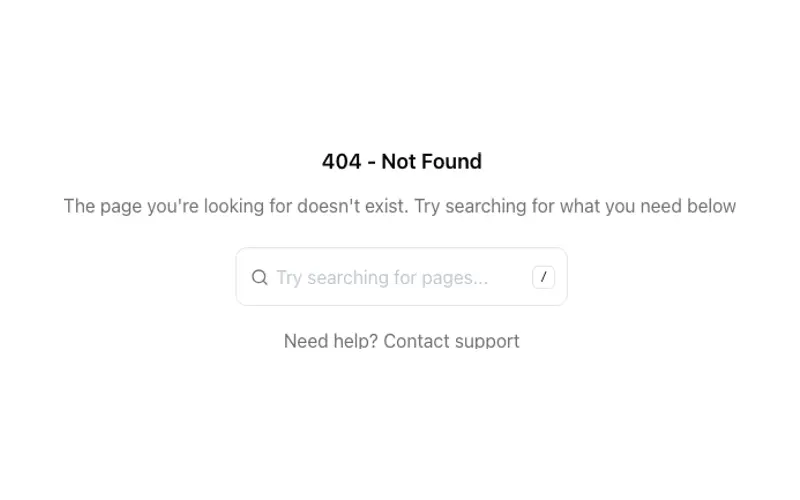 404 - Not Found
The page you're looking for doesn't exist. Try searching for what you need below
Try searching for pages... /
Need help? Contact support